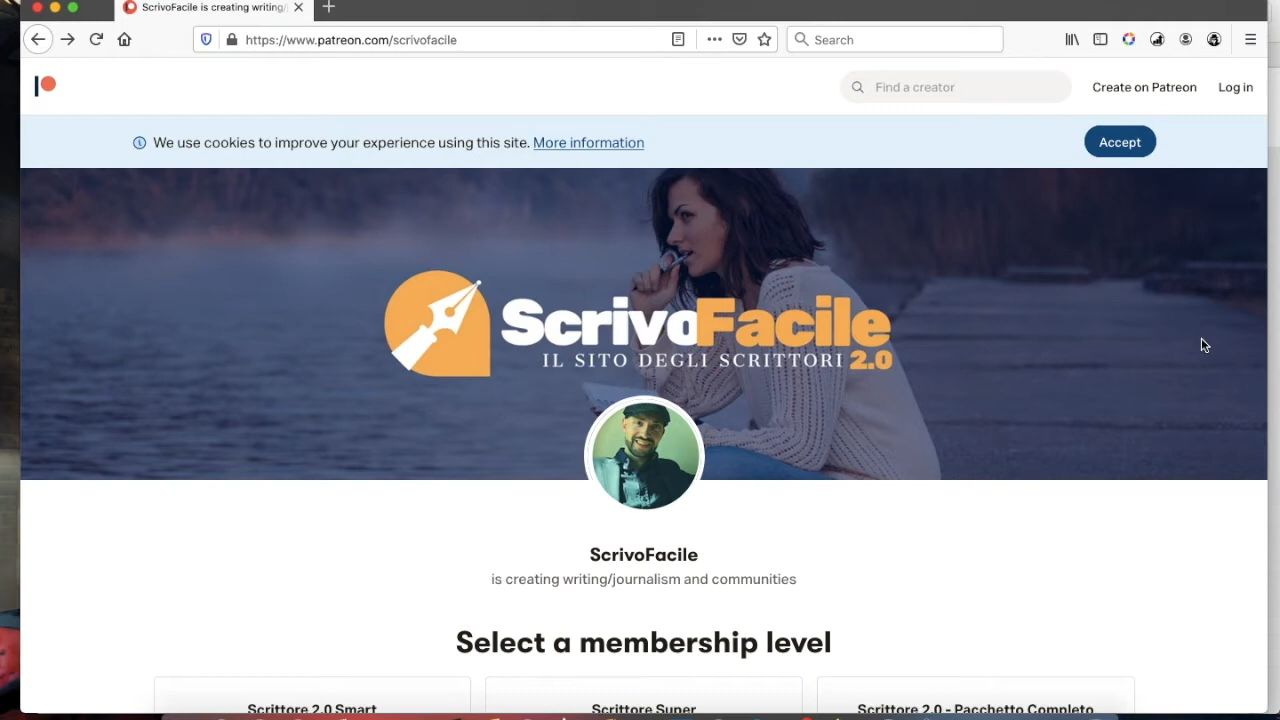 ScrivoFacile is creating writing/
https://www.patreon.com/scrivofacile
Search
Find a creator
Create on Patreon
Log in
We use cookies to improve your experience using this site. More information
Accept
ScrivoFacile
IL SITO DEGLI SCRITTORI 2.0
ScrivoFacile
is creating writing/journalism and communities
Select a membership level
Scrittore 2.0 Smart
Scrittore Super
Scrittore 2.0 - Pacchetto Completo